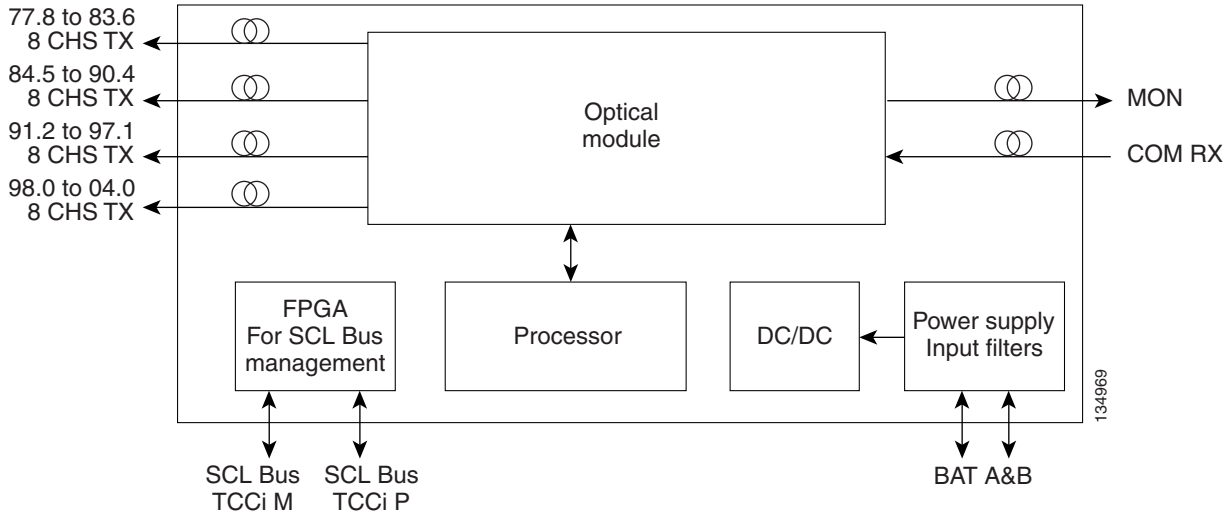 77.8 to 83.6
8 CHS TX
84.5 to 90.4
8 CHS TX
91.2 to 97.1
8 CHS TX
98.0 to 04.0
8 CHS TX
Optical
module
MON
COM RX
FPGA
For SCL Bus
management
Processor
DC/DC
Power supply
Input filters
134969
SCL Bus
TCCi M
SCL Bus
TCCi P
BAT A&B